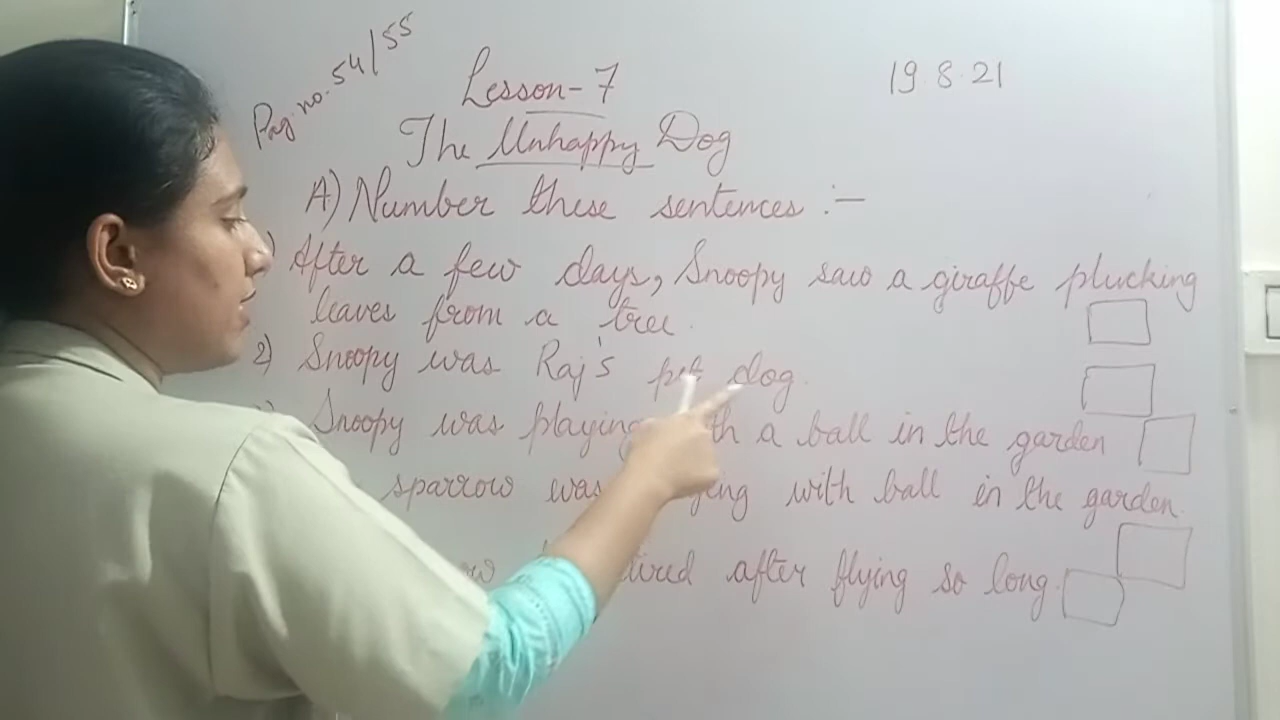 Pag. no. 54/55
Lesson-7
19.8.21
The Unhappy Dog
A) Number these sentences :-
After a few days, Snoopy saw a giraffe plucking
leaves from a tree.
2) Snoopy was Raj's pet dog.
Snoopy was playing a ball in the garden
sparrow was with ball in the garden.
tired after flying so long.